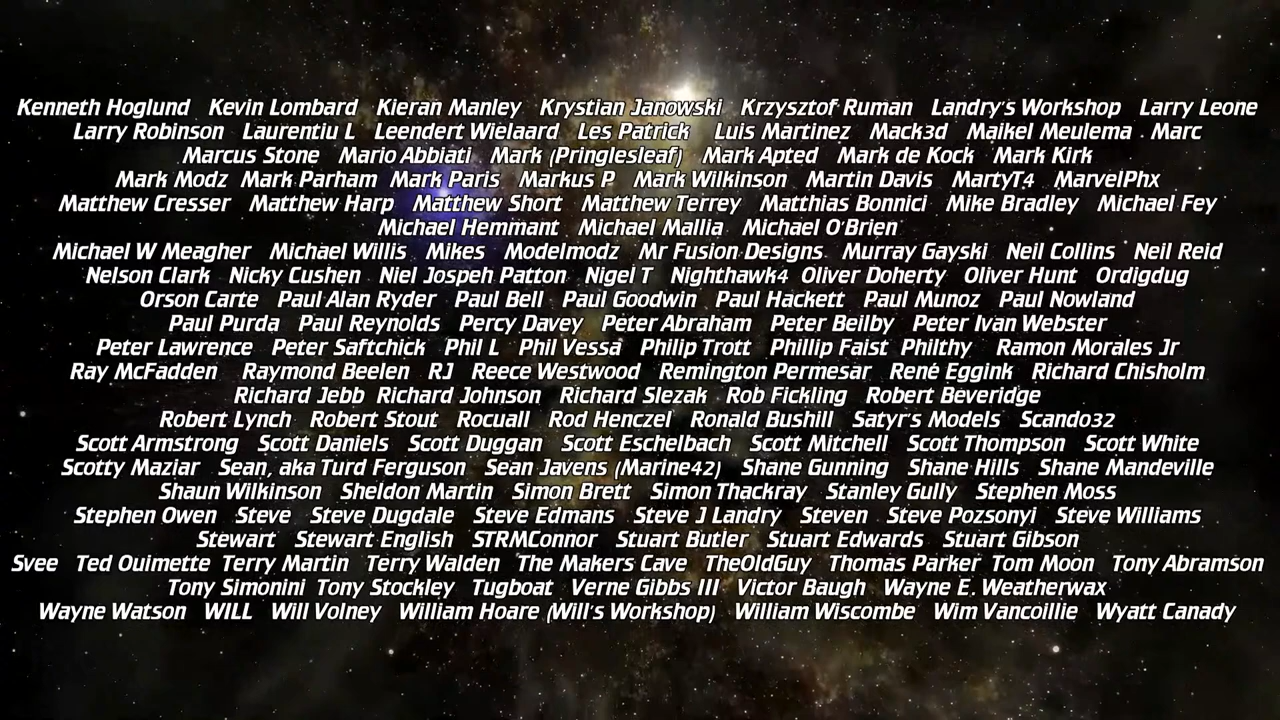 Kenneth Hoglund Kevin Lombard Kieran Manley Krystian Janowski Krzysztof Ruman Landry's Workshop Larry Leone
Larry Robinson Laurentiu L Leendert Wielaard Les Patrick Luis Martinez Mack3d Maikel Meulema Marc
Marcus Stone Mario Abbiati Mark (Pringlesleaf) Mark Apted Mark de Kock Mark Kirk
Mark Modz Mark Parham Mark Paris Markus P Mark Wilkinson Martin Davis MartyT4 MarvelPhx
Matthew Cresser Matthew Harp Matthew Short Matthew Terrey Matthias Bonnici Mike Bradley Michael Fey
Michael Hemmant Michael Mallia Michael O'Brien
Michael W Meagher Michael Willis Mikes Modelmodz Mr Fusion Designs Murray Gayski Neil Collins Neil Reid
Nelson Clark Nicky Cushen Niel Jospeh Patton Nigel T Nighthawk4 Oliver Doherty Oliver Hunt Ordigdug
Orson Carte Paul Alan Ryder Paul Bell Paul Goodwin Paul Hackett Paul Munoz Paul Nowland
Paul Purda Paul Reynolds Percy Davey Peter Abraham Peter Beilby Peter Ivan Webster
Peter Lawrence Peter Saftchick Phil L Phil Vessa Philip Trott Phillip Faist Philthy Ramon Morales Jr
Ray McFadden Raymond Beelen RJ Reece Westwood Remington Permesar René Eggink Richard Chisholm
Richard Jebb Richard Johnson Richard Slezak Rob Fickling Robert Beveridge
Robert Lynch Robert Stout Rocuall Rod Henczel Ronald Bushill Satyr's Models Scando32
Scott Armstrong Scott Daniels Scott Duggan Scott Eschelbach Scott Mitchell Scott Thompson Scott White
Scotty Maziar Sean, aka Turd Ferguson Sean Javens (Marine42) Shane Gunning Shane Hills Shane Mandeville
Shaun Wilkinson Sheldon Martin Simon Brett Simon Thackray Stanley Gully Stephen Moss
Stephen Owen Steve Steve Dugdale Steve Edmans Steve J Landry Steven Steve Pozsonyi Steve Williams
Stewart Stewart English STRMConnor Stuart Butler Stuart Edwards Stuart Gibson
Svee Ted Ouimette Terry Martin Terry Walden The Makers Cave TheOldGuy Thomas Parker Tom Moon Tony Abramson
Tony Simonini Tony Stockley Tugboat Verne Gibbs III Victor Baugh Wayne E. Weatherwax
Wayne Watson WILL Will Volney William Hoare (Will's Workshop) William Wiscombe Wim Vancoillie Wyatt Canady